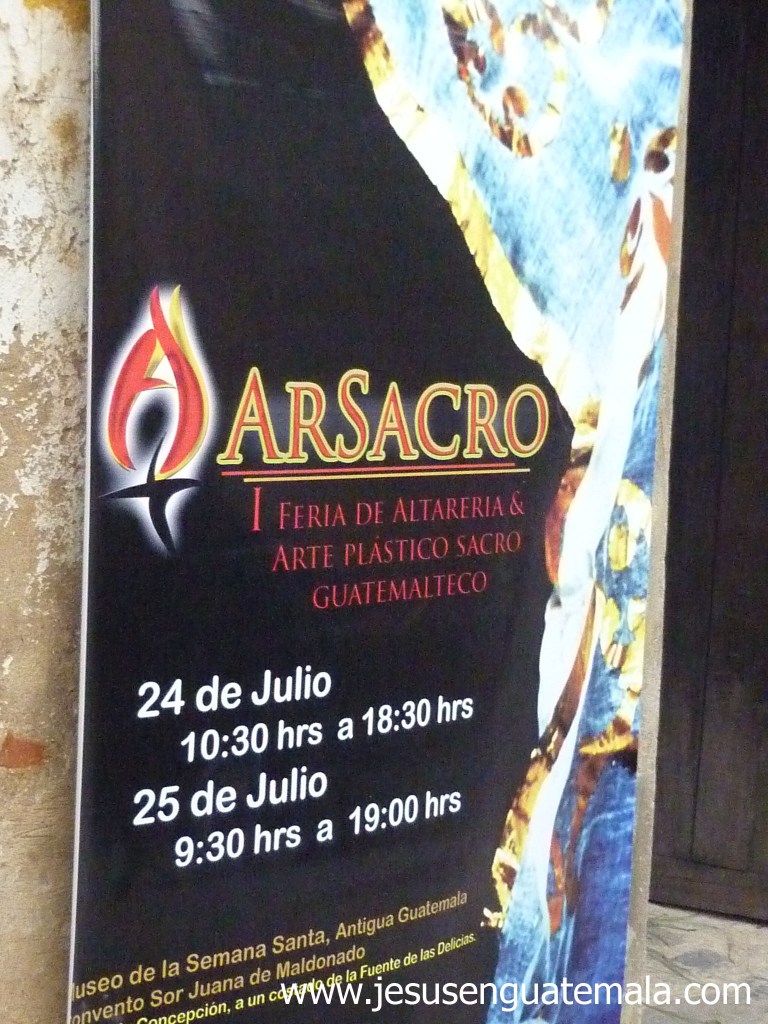 ARSACRO
I FERIA DE ALTARERIA &
ARTE PLÁSTICO SACRO
GUATEMALTECO
24 de Julio
10:30 hrs a 18:30 hrs
25 de Julio
9:30 hrs a 19:00 hrs
useo de la Semana Santa, Antigua Guatemala
onvento Sor Juana de Maldonado
Concepción, a un costado de la Fuente de las Delicias.
www.jesusenguatemala.com